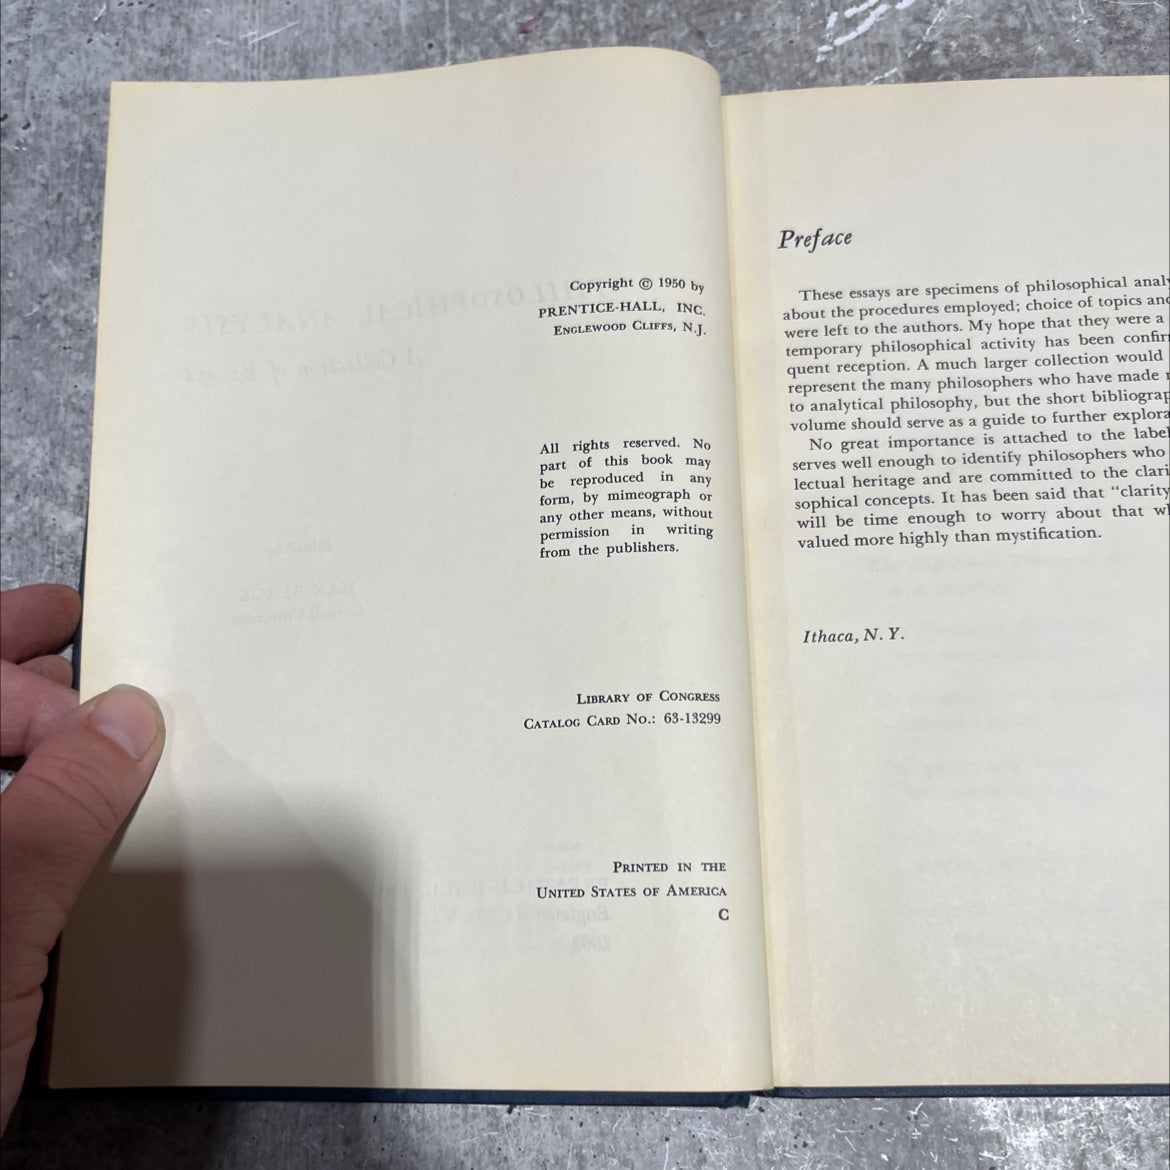 Copyright © 1950 by
PRENTICE-HALL, INC.
ENGLEWOOD CLIFFS, N.J.
All rights reserved. No
part of this book may
be reproduced in any
form, by mimeograph or
any other means, without
permission in writing
from the publishers.
LIBRARY OF CONGRESS
CATALOG CARD NO.: 63-13299
PRINTED IN THE
UNITED STATES OF AMERICA
C
Preface
These essays are specimens of philosophical analy
about the procedures employed; choice of topics and
were left to the authors. My hope that they were a
temporary philosophical activity has been confir
quent reception. A much larger collection would
represent the many philosophers who have made
to analytical philosophy, but the short bibliograp
volume should serve as a guide to further explora
No great importance is attached to the label
serves well enough to identify philosophers who
lectual heritage and are committed to the clari
sophical concepts. It has been said that “clarity
will be time enough to worry about that
valued more highly than mystification.
Ithaca, N. Y.